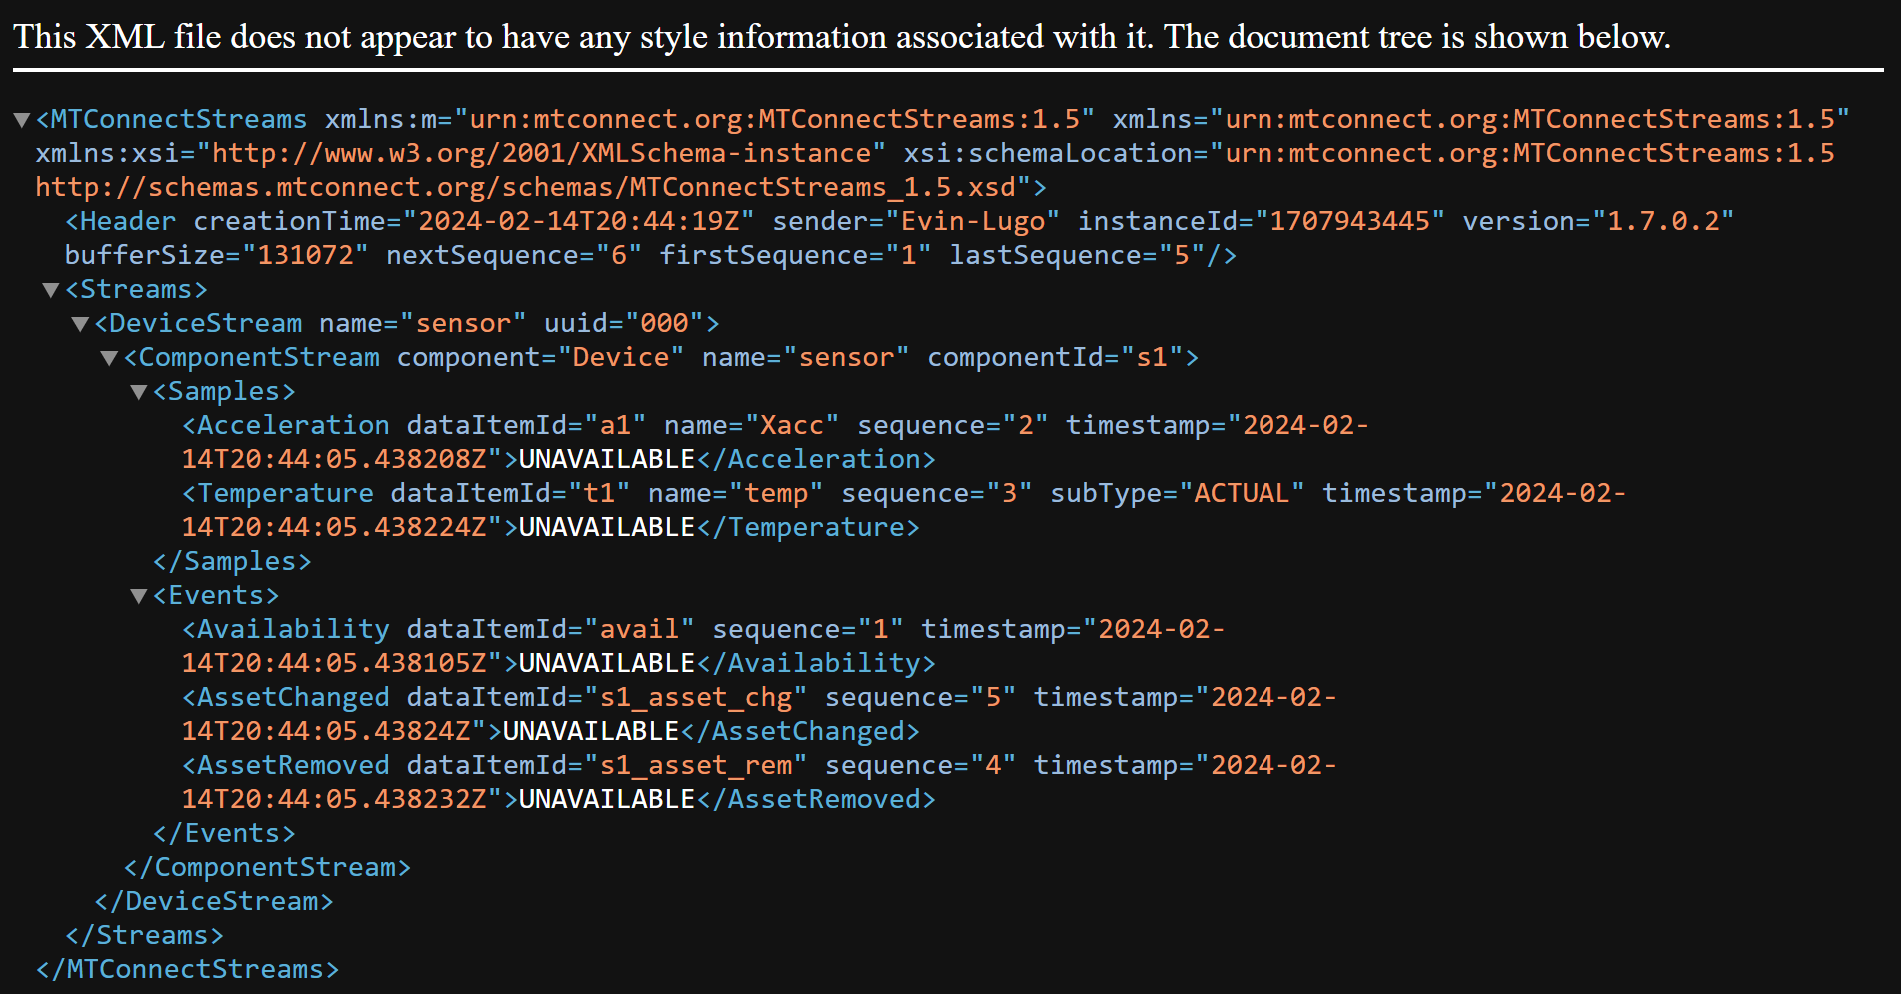 This XML file does not appear to have any style information associated with it. The document tree is shown below.
▼<MTConnectStreams xmlns:m="urn:mtconnect.org:MTConnectStreams:1.5" xmlns="urn:mtconnect.org:MTConnectStreams:1.5"
xmlns:xsi="http://www.w3.org/2001/XMLSchema-instance" xsi:schemaLocation="urn:mtconnect.org:MTConnectStreams:1.5
http://schemas.mtconnect.org/schemas/MTConnectStreams_1.5.xsd">
<Header creationTime="2024-02-14T20:44:19Z" sender="Evin-Lugo" instanceId="1707943445" version="1.7.0.2"
bufferSize="131072" nextSequence="6" firstSequence="1" lastSequence="5"/>
▼<Streams>
▼<DeviceStream name="sensor" uuid="000">
▼<ComponentStream component="Device" name="sensor" componentId="s1">
▼<Samples>
<Acceleration dataItemId="a1" name="Xacc" sequence="2" timestamp="2024-02-
14T20:44:05.438208Z">UNAVAILABLE</Acceleration>
<Temperature dataItemId="t1" name="temp" sequence="3" subType="ACTUAL" timestamp="2024-02-
14T20:44:05.438224Z">UNAVAILABLE</Temperature>
</Samples>
▼<Events>
<Availability dataItemId="avail" sequence="1" timestamp="2024-02-
14T20:44:05.438105Z">UNAVAILABLE</Availability>
<AssetChanged dataItemId="s1_asset_chg" sequence="5" timestamp="2024-02-
14T20:44:05.43824Z">UNAVAILABLE</AssetChanged>
<AssetRemoved dataItemId="s1_asset_rem" sequence="4" timestamp="2024-02-
14T20:44:05.438232Z">UNAVAILABLE</AssetRemoved>
</Events>
</ComponentStream>
</DeviceStream>
</Streams>
</MTConnectStreams>